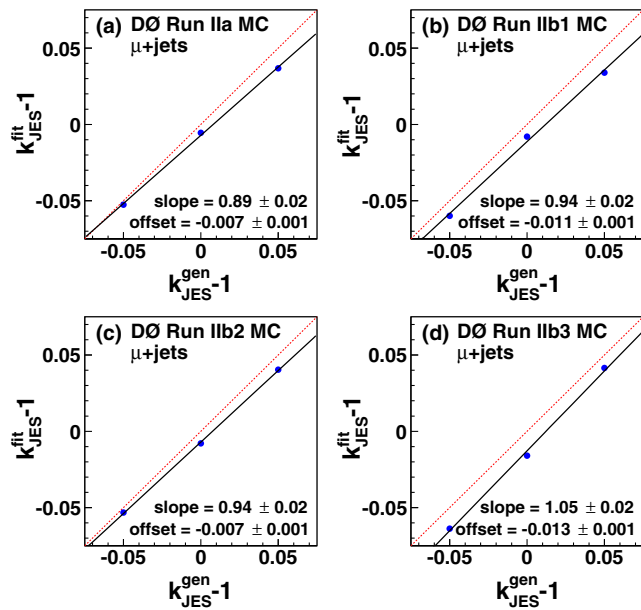 (a) DØ Run IIa MC
μ+jets
0.05
0
-0.05
k^fit_JES-1
slope = 0.89 ± 0.02
offset = -0.007 ± 0.001
-0.05 0 0.05
k^gen_JES-1
(b) DØ Run IIb1 MC
μ+jets
0.05
0
-0.05
k^fit_JES-1
slope = 0.94 ± 0.02
offset = -0.011 ± 0.001
-0.05 0 0.05
k^gen_JES-1
(c) DØ Run IIb2 MC
μ+jets
0.05
0
-0.05
k^fit_JES-1
slope = 0.94 ± 0.02
offset = -0.007 ± 0.001
-0.05 0 0.05
k^gen_JES-1
(d) DØ Run IIb3 MC
μ+jets
0.05
0
-0.05
k^fit_JES-1
slope = 1.05 ± 0.02
offset = -0.013 ± 0.001
-0.05 0 0.05
k^gen_JES-1